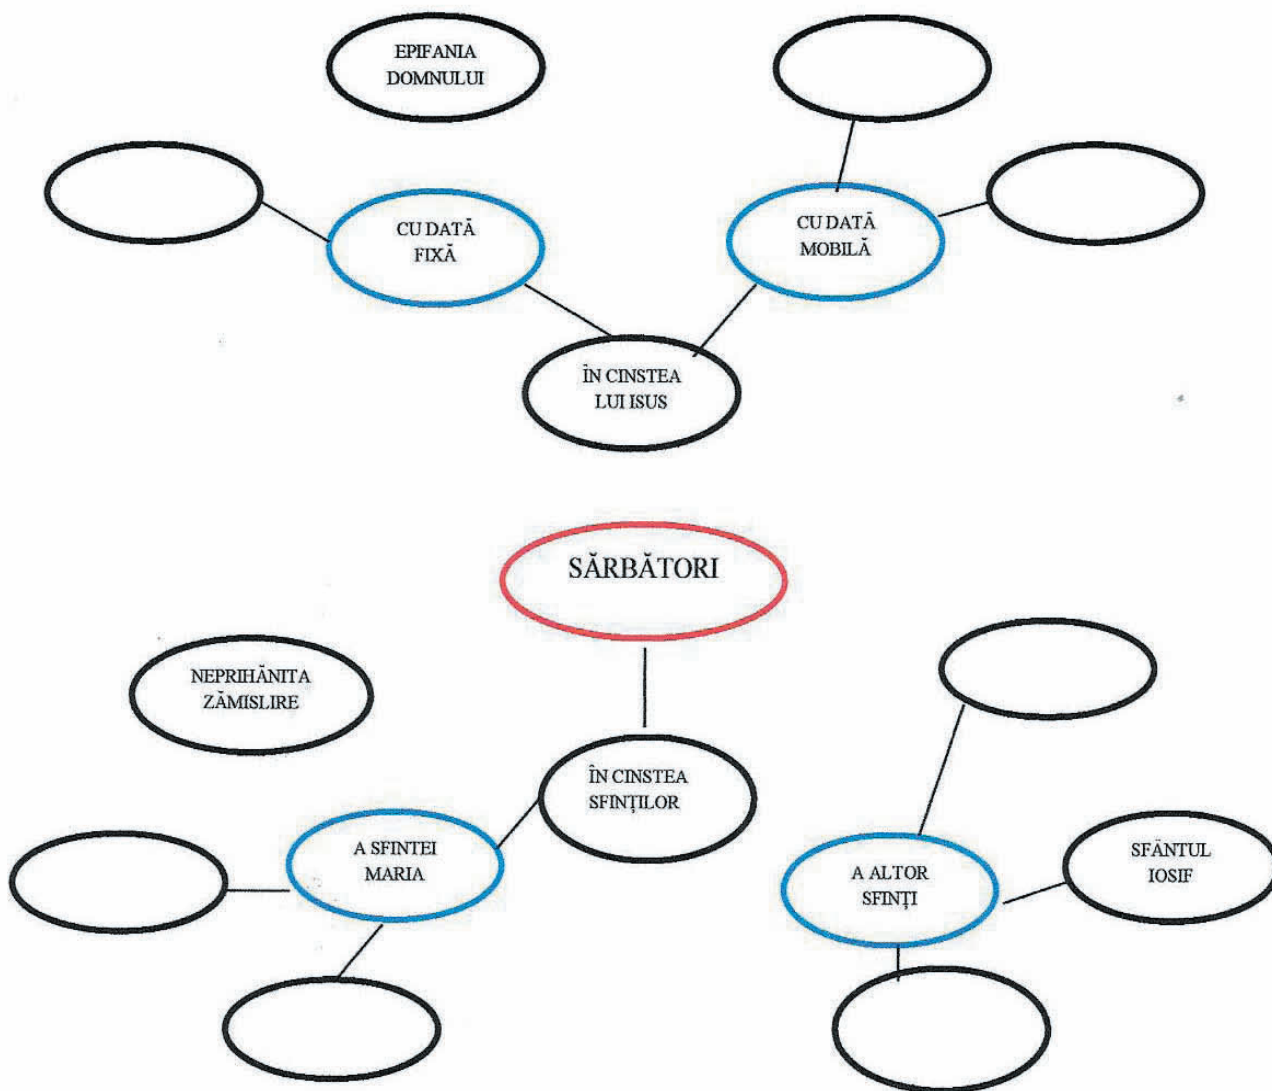 EPIFANIA
DOMNULUI
CU DATĂ
FIXĂ
CU DATĂ
MOBILĂ
ÎN CINSTEA
LUI ISUS
SĂRBĂTORI
NEPRIHĂNITA
ZĂMISLIRE
ÎN CINSTEA
SFINȚILOR
A SFINTEI
MARIA
A ALTOR
SFINȚI
SFÂNTUL
IOSIF